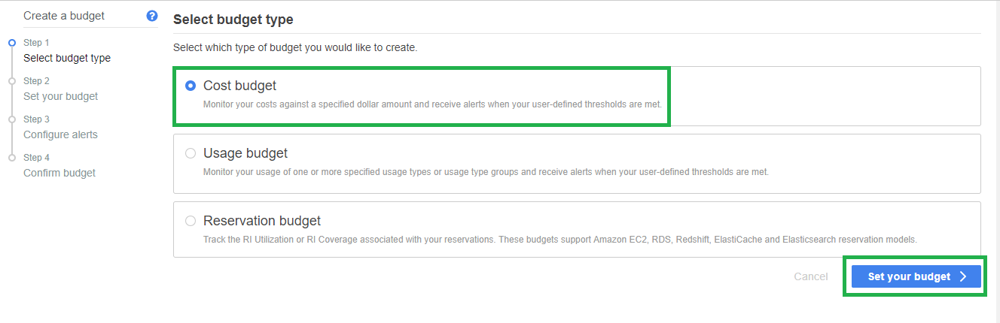 Create a budget
Step 1
Select budget type
Step 2
Set your budget
Step 3
Configure alerts
Step 4
Confirm budget
Select budget type
Select which type of budget you would like to create.
Cost budget
Monitor your costs against a specified dollar amount and receive alerts when your user-defined thresholds are met.
Usage budget
Monitor your usage of one or more specified usage types or usage type groups and receive alerts when your user-defined thresholds are met.
Reservation budget
Track the RI Utilization or RI Coverage associated with your reservations. These budgets support Amazon EC2, RDS, Redshift, ElastiCache and Elasticsearch reservation models.
Cancel
Set your budget